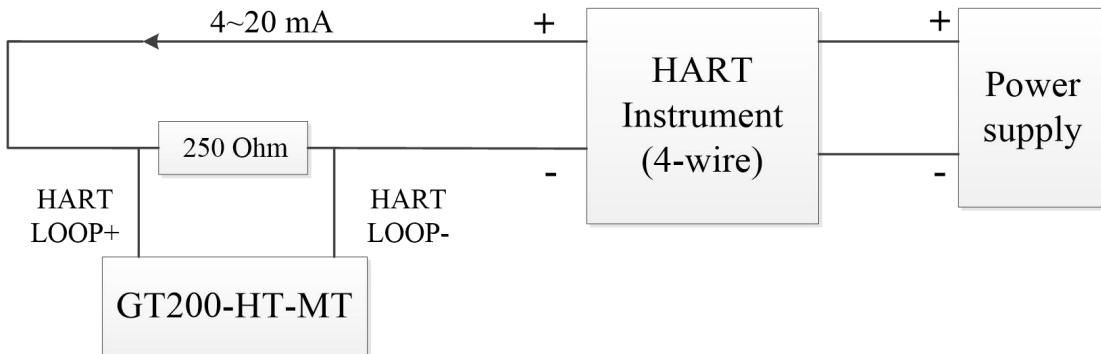 4~20 mA
+
-
HART
Instrument
(4-wire)
+
-
Power
supply
250 Ohm
HART
LOOP+
HART
LOOP-
GT200-HT-MT